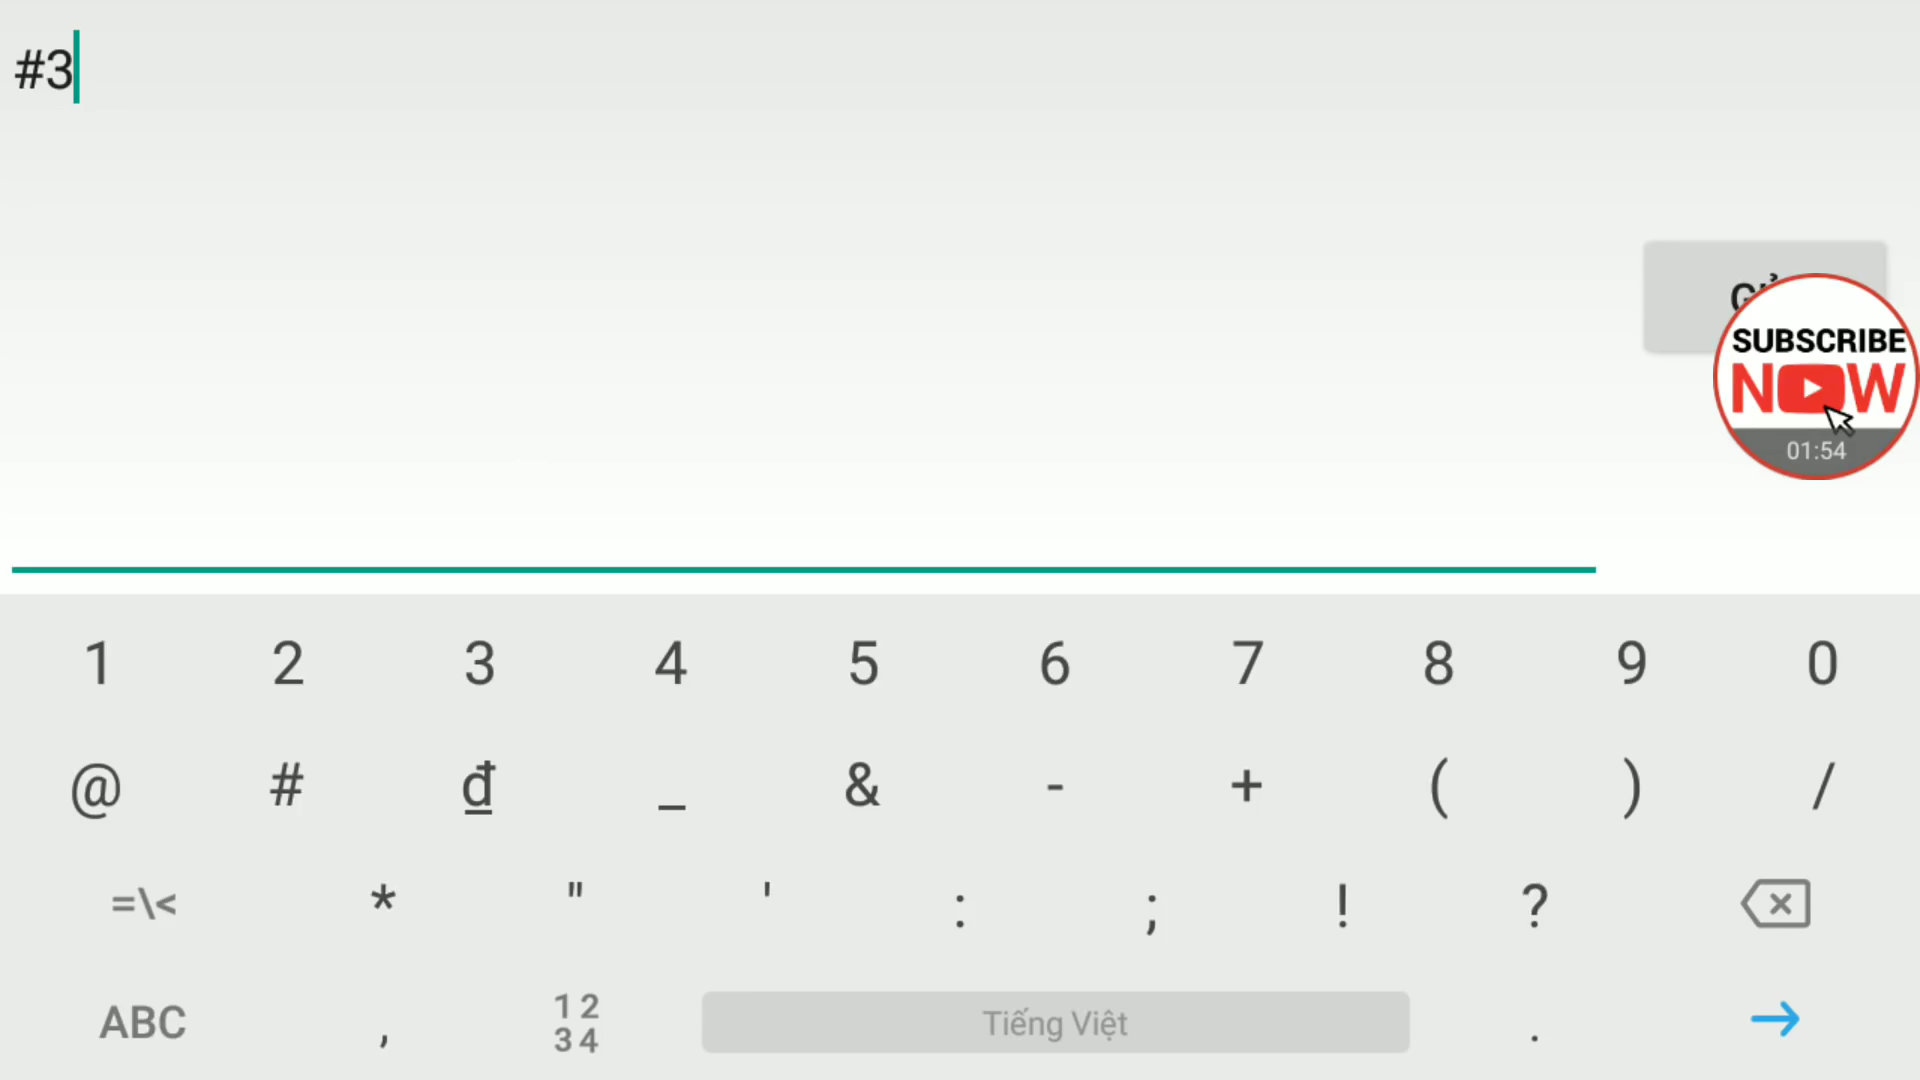 #3
SUBSCRIBE
NOW
01:54
1 2 3 4 5 6 7 8 9 0
@ # ₫ _ & - + ( ) /
=\< * " ' : ; ! ?
ABC , 12 Tiếng Việt .
34